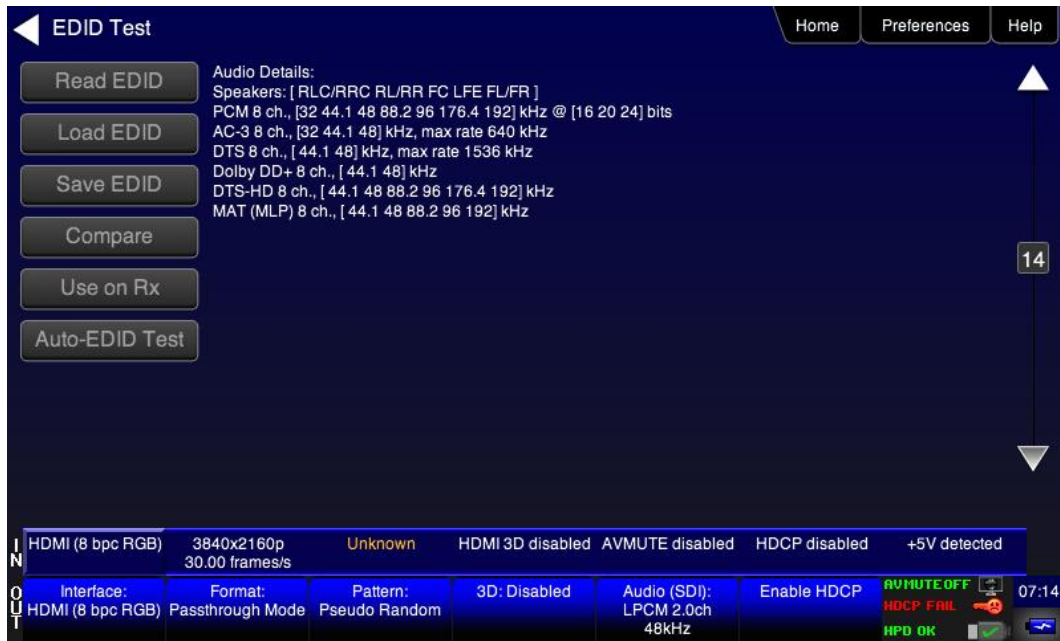 EDID Test
Home
Preferences
Help
Read EDID
Load EDID
Save EDID
Compare
Use on Rx
Auto-EDID Test
Audio Details:
Speakers: [ RLC/RRC RL/RR FC LFE FL/FR ]
PCM 8 ch., [32 44.1 48 88.2 96 176.4 192] kHz @ [16 20 24] bits
AC-3 8 ch., [32 44.1 48] kHz, max rate 640 kHz
DTS 8 ch., [ 44.1 48] kHz, max rate 1536 kHz
Dolby DD+ 8 ch., [ 44.1 48] kHz
DTS-HD 8 ch., [ 44.1 48 88.2 96 176.4 192] kHz
MAT (MLP) 8 ch., [ 44.1 48 88.2 96 192] kHz
14
IN
HDMI (8 bpc RGB)
3840x2160p
30.00 frames/s
Unknown
HDMI 3D disabled
AVMUTE disabled
HDCP disabled
+5V detected
OUT
Interface:
HDMI (8 bpc RGB)
Format:
Passthrough Mode
Pattern:
Pseudo Random
3D: Disabled
Audio (SDI):
LPCM 2.0ch
48kHz
Enable HDCP
AVMUTE OFF
HDCP FAIL
HPD OK
07:14